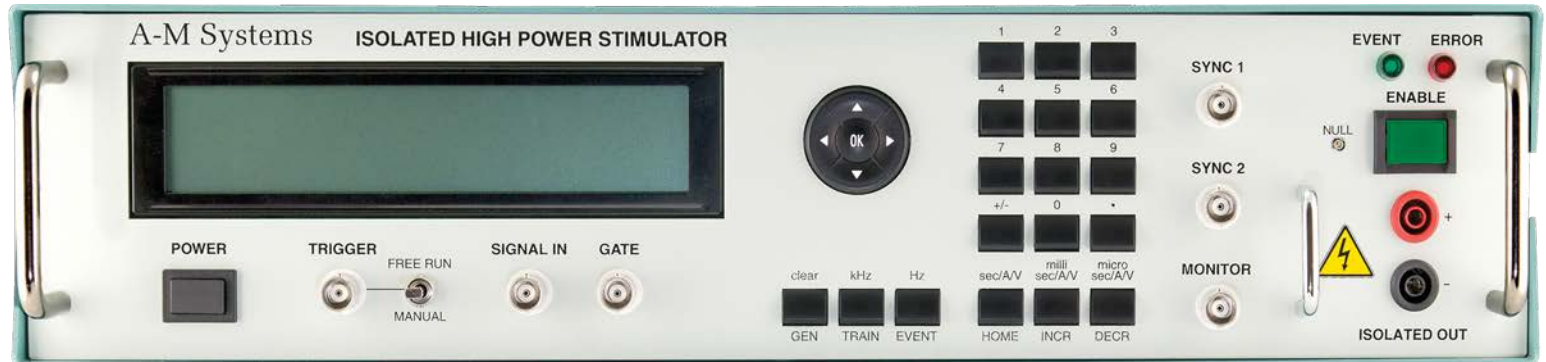 A-M Systems ISOLATED HIGH POWER STIMULATOR
POWER
TRIGGER
FREE RUN
MANUAL
SIGNAL IN
GATE
OK
1 2 3
4 5 6
7 8 9
+/- 0 •
clear kHz Hz
sec/A/V
milli
sec/A/V
micro
sec/A/V
GEN TRAIN EVENT HOME INCR DECR
SYNC 1
SYNC 2
MONITOR
EVENT ERROR
ENABLE
NULL
+
-
ISOLATED OUT